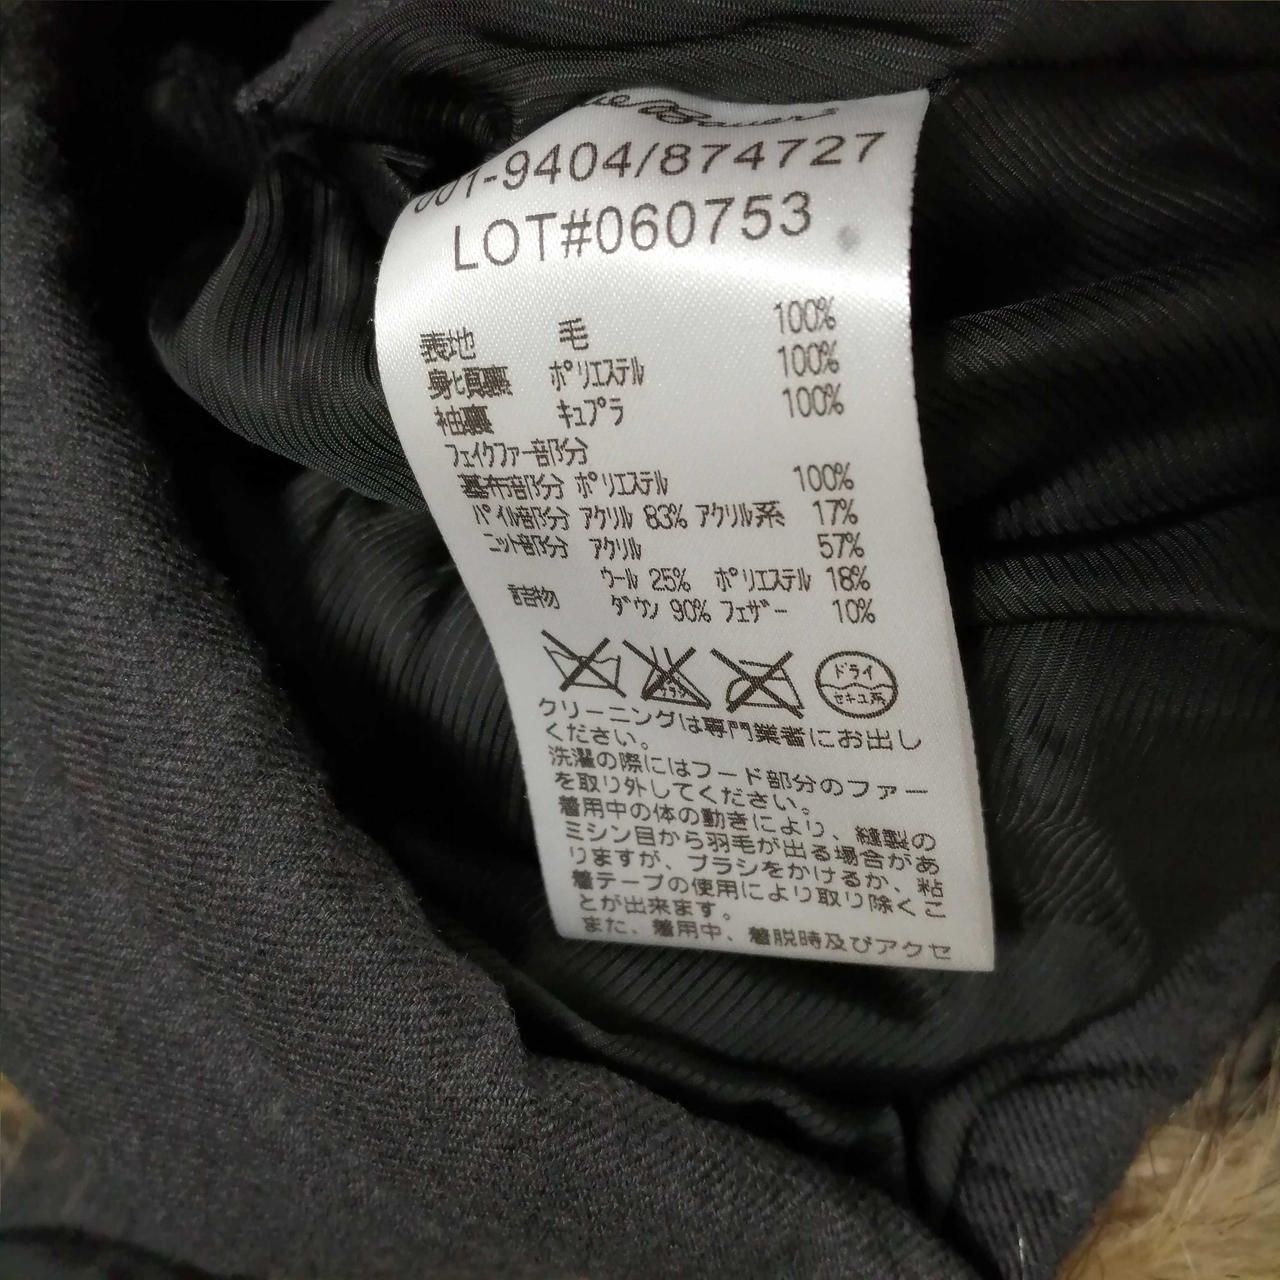 Bauer
001-9404/874727
LOT#060753
表地 毛 100%
身ヒ頃裏 ポリエステル 100%
袖裏 キュプラ 100%
フェイクファー部分
基布部分 ポリエステル 100%
パイル部分 アクリル 83% アクリル系 17%
ニット部分 アクリル 57%
ウール 25% ポリエステル 18%
詰物 ダウン 90% フェザー 10%
ドライ
セキユ系
クリーニングは専門業者にお出し
ください。
洗濯の際にはフード部分のファー
を取り外してください。
着用中の体の動きにより、縫製の
ミシン目から羽毛が出る場合があ
りますが、ブラシをかけるか、粘
着テープの使用により取り除くこ
とが出来ます。
また、着用中、着脱時及びアクセ